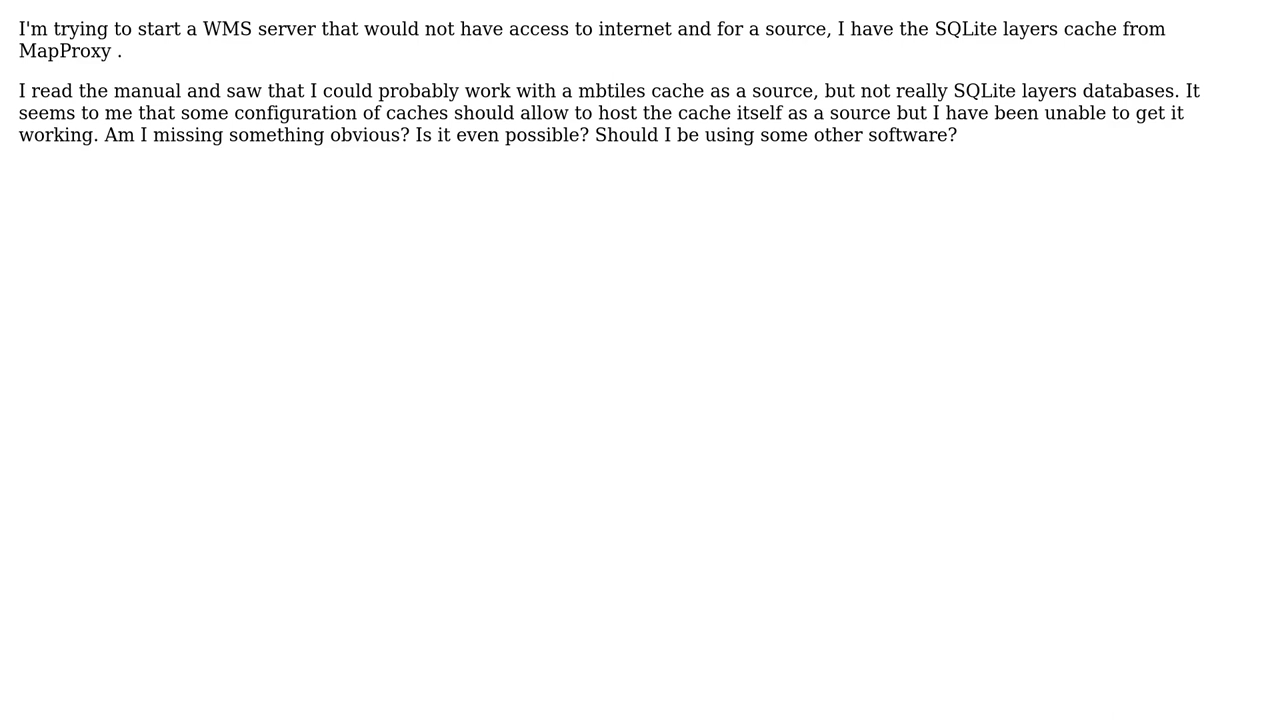 I'm trying to start a WMS server that would not have access to internet and for a source, I have the SQLite layers cache from
MapProxy .
I read the manual and saw that I could probably work with a mbtiles cache as a source, but not really SQLite layers databases. It
seems to me that some configuration of caches should allow to host the cache itself as a source but I have been unable to get it
working. Am I missing something obvious? Is it even possible? Should I be using some other software?